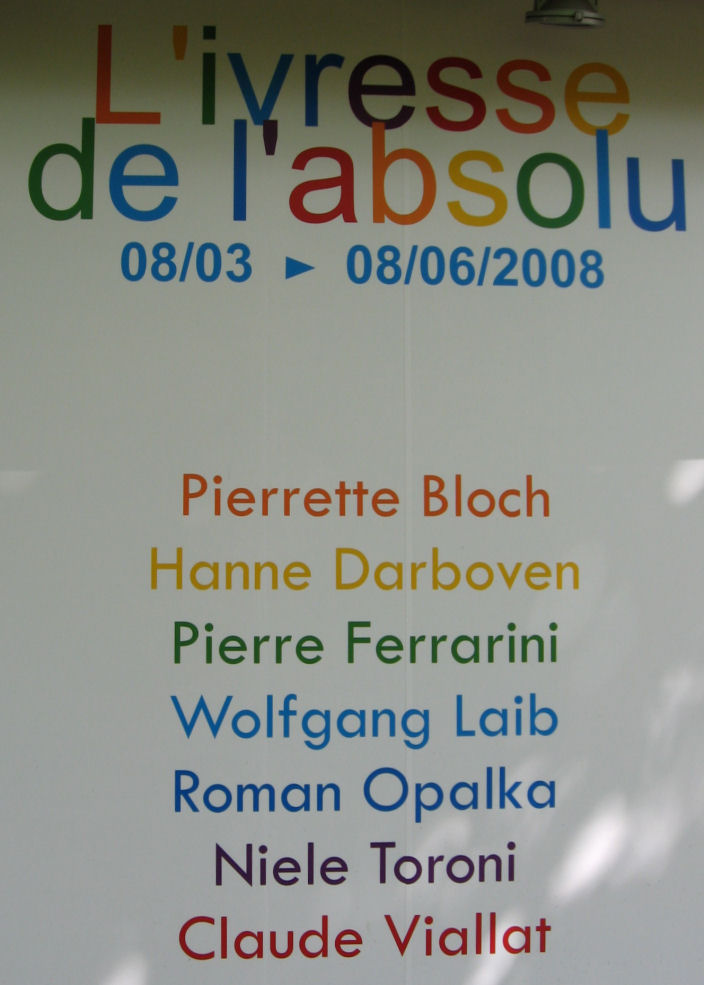 L'ivresse
de l'absolu
08/03 ► 08/06/2008
Pierrette Bloch
Hanne Darboven
Pierre Ferrarini
Wolfgang Laib
Roman Opalka
Niele Toroni
Claude Viallat